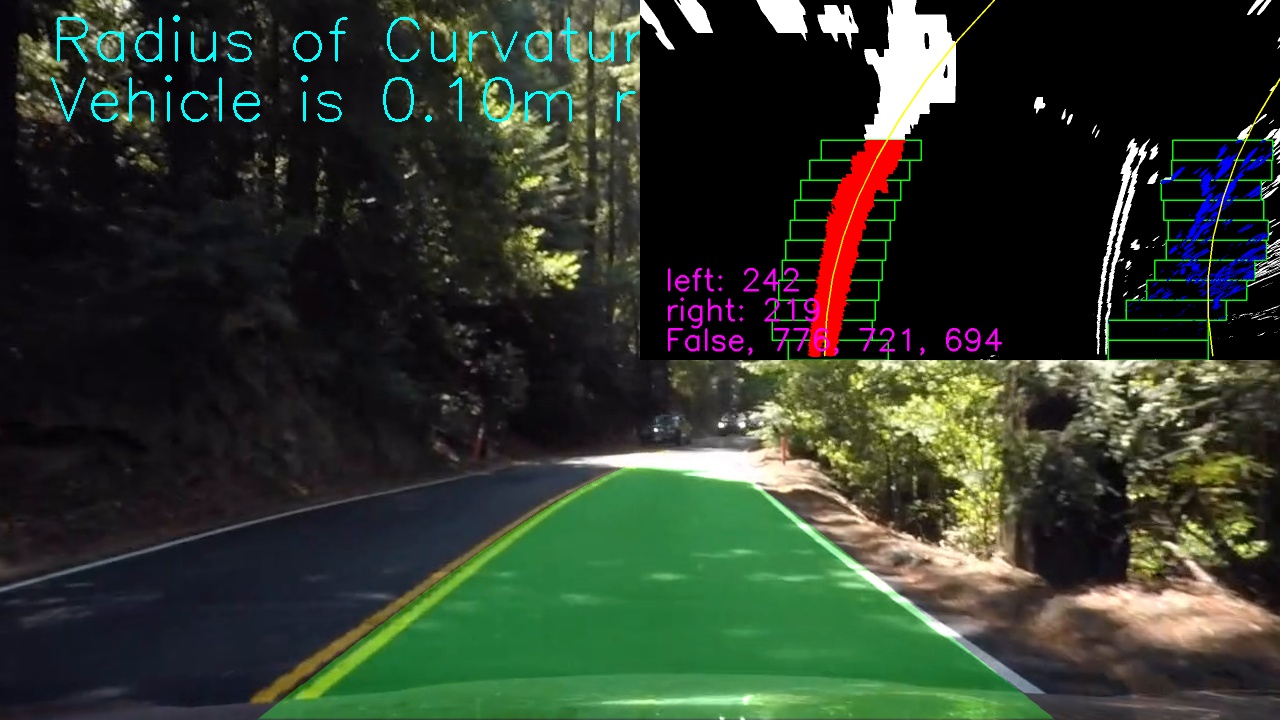 Radius of Curvatur
Vehicle is 0.10m r
left: 242
right: 219
False, 776, 721, 694